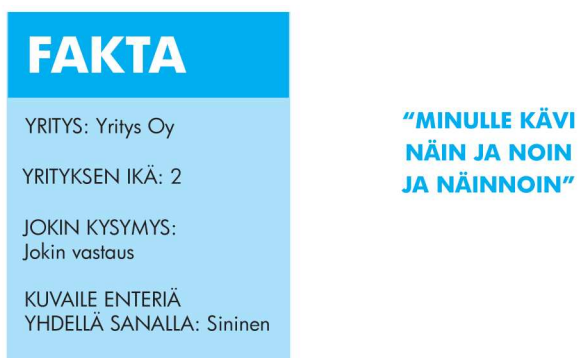 FAKTA
YRITYS: Yritys Oy
YRITYKSEN IKÄ: 2
JOKIN KYSYMYS:
Jokin vastaus
KUVAILE ENTERIÄ
YHDELLÄ SANALLA: Sininen
“MINULLE KÄVI
NÄIN JA NOIN
JA NÄINNOIN”